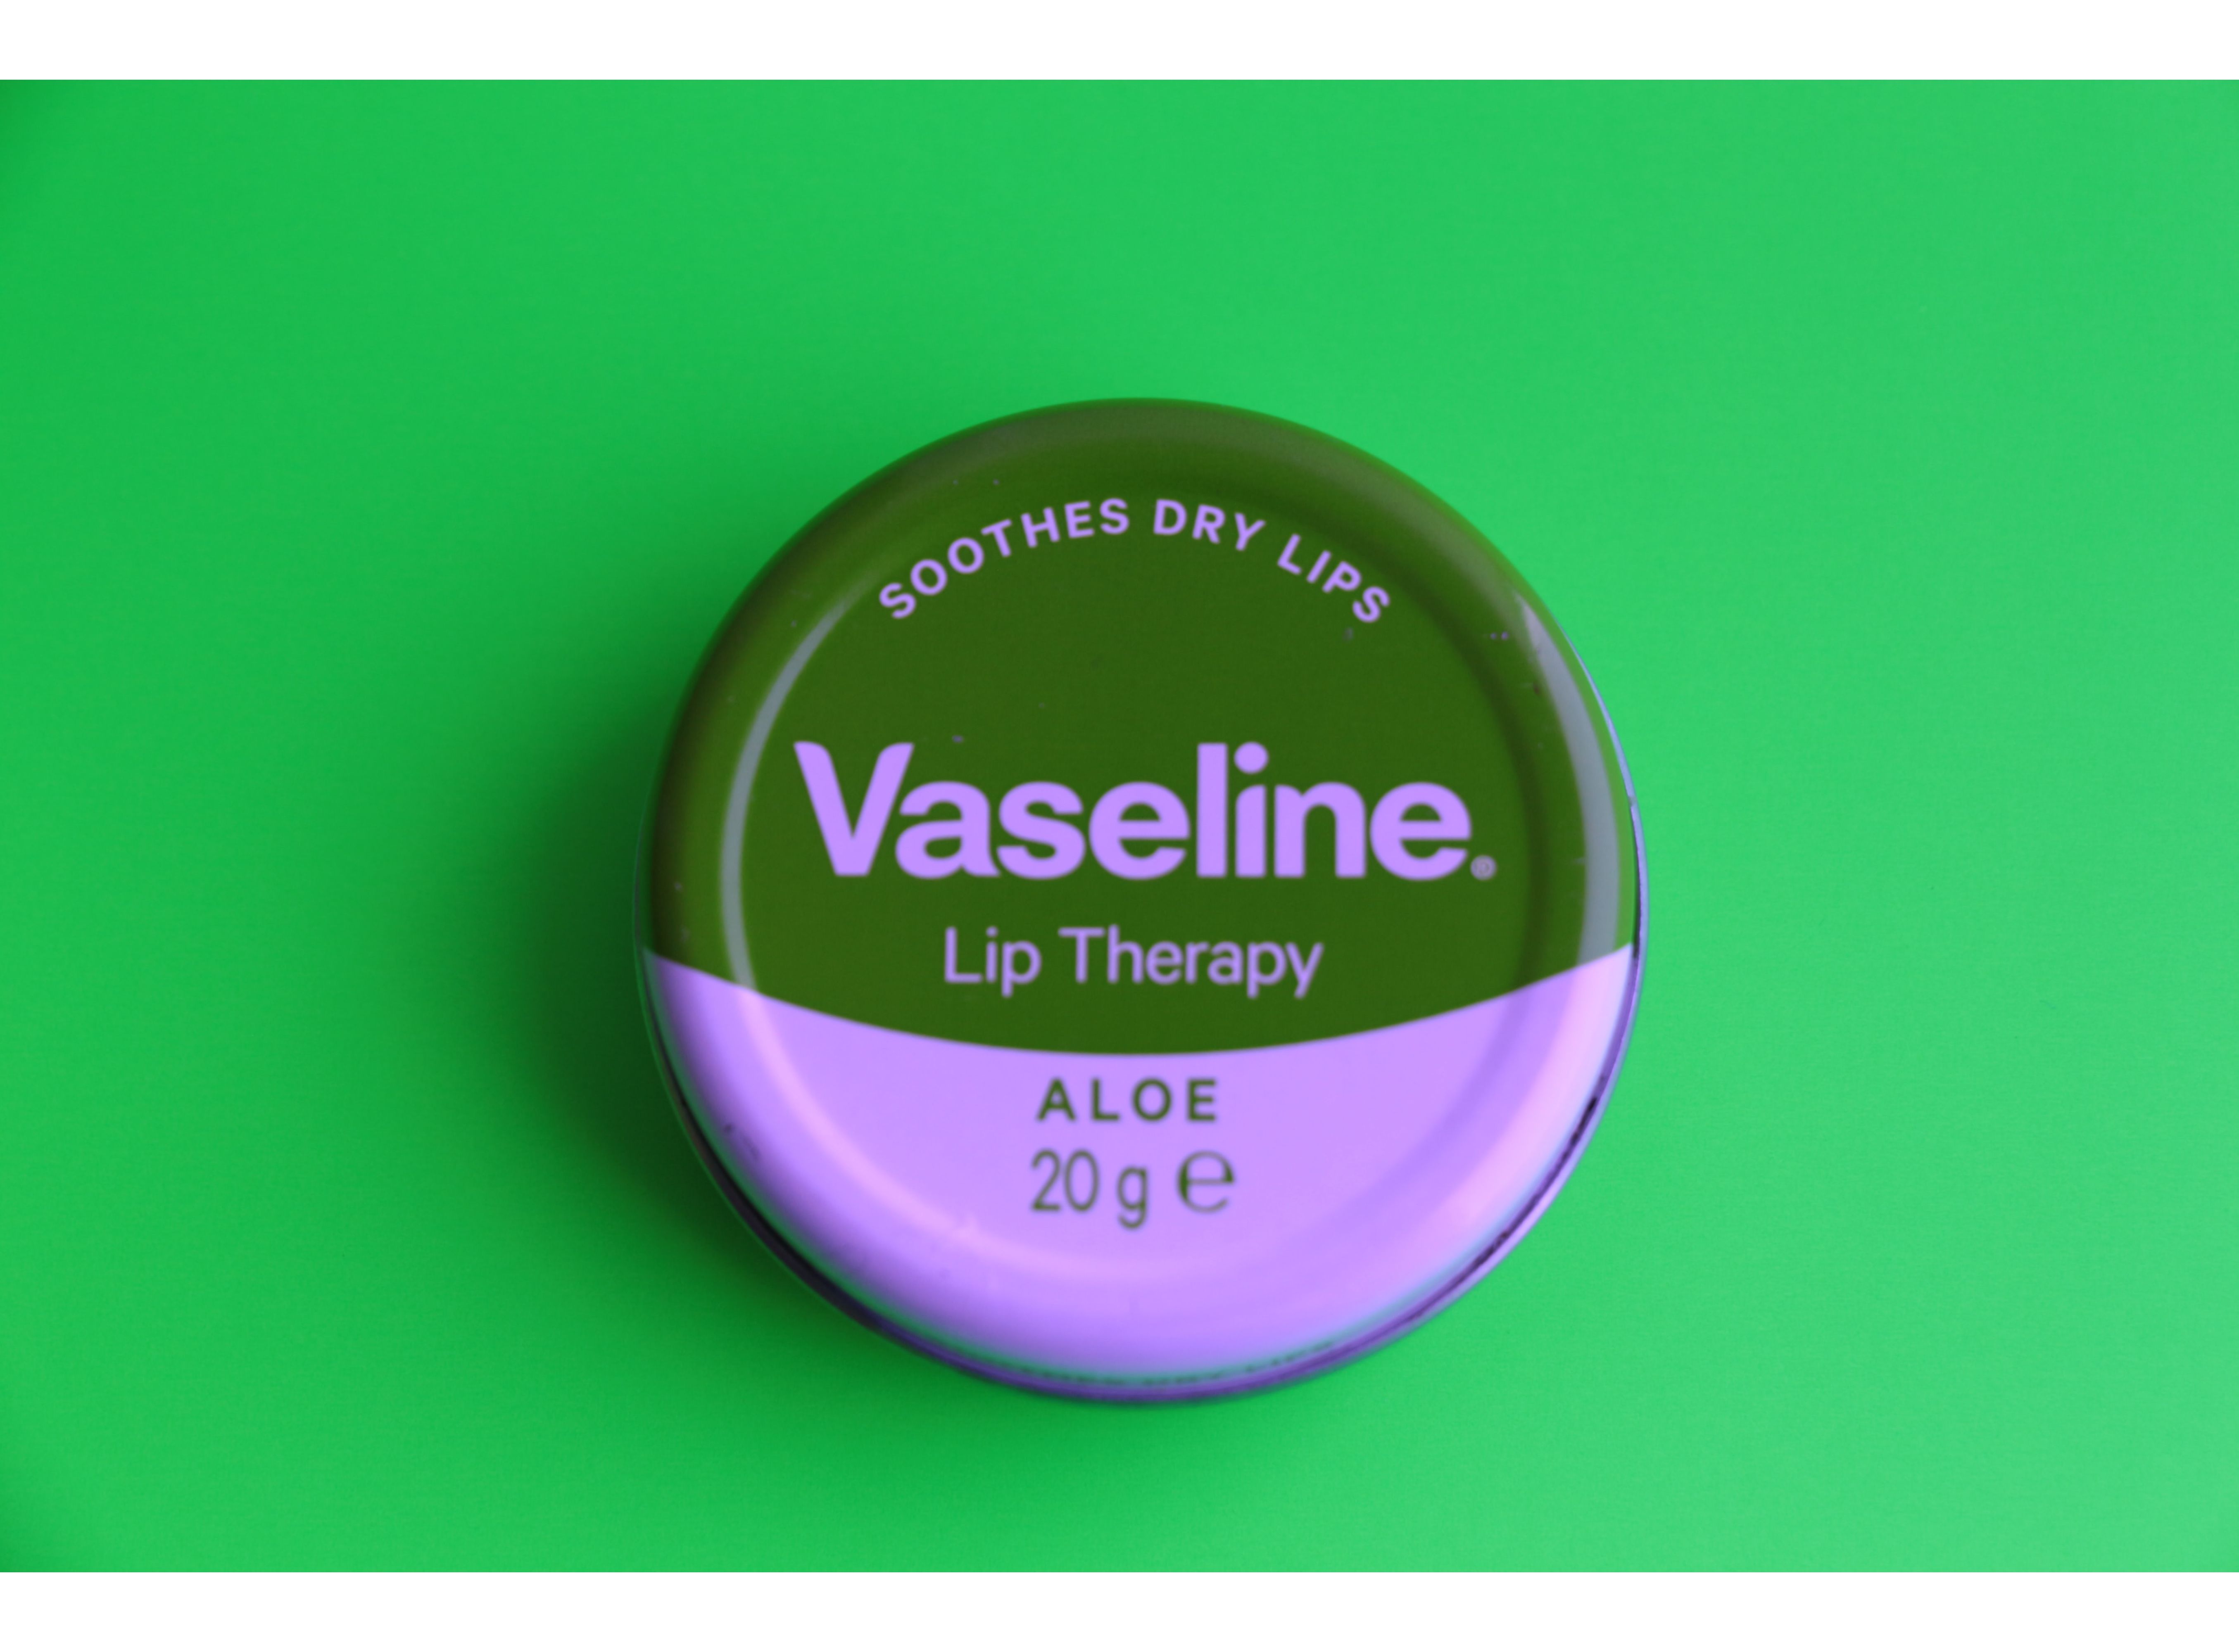 SOOTHES DRY LIPS
Vaseline®
Lip Therapy
ALOE
20 g ℮